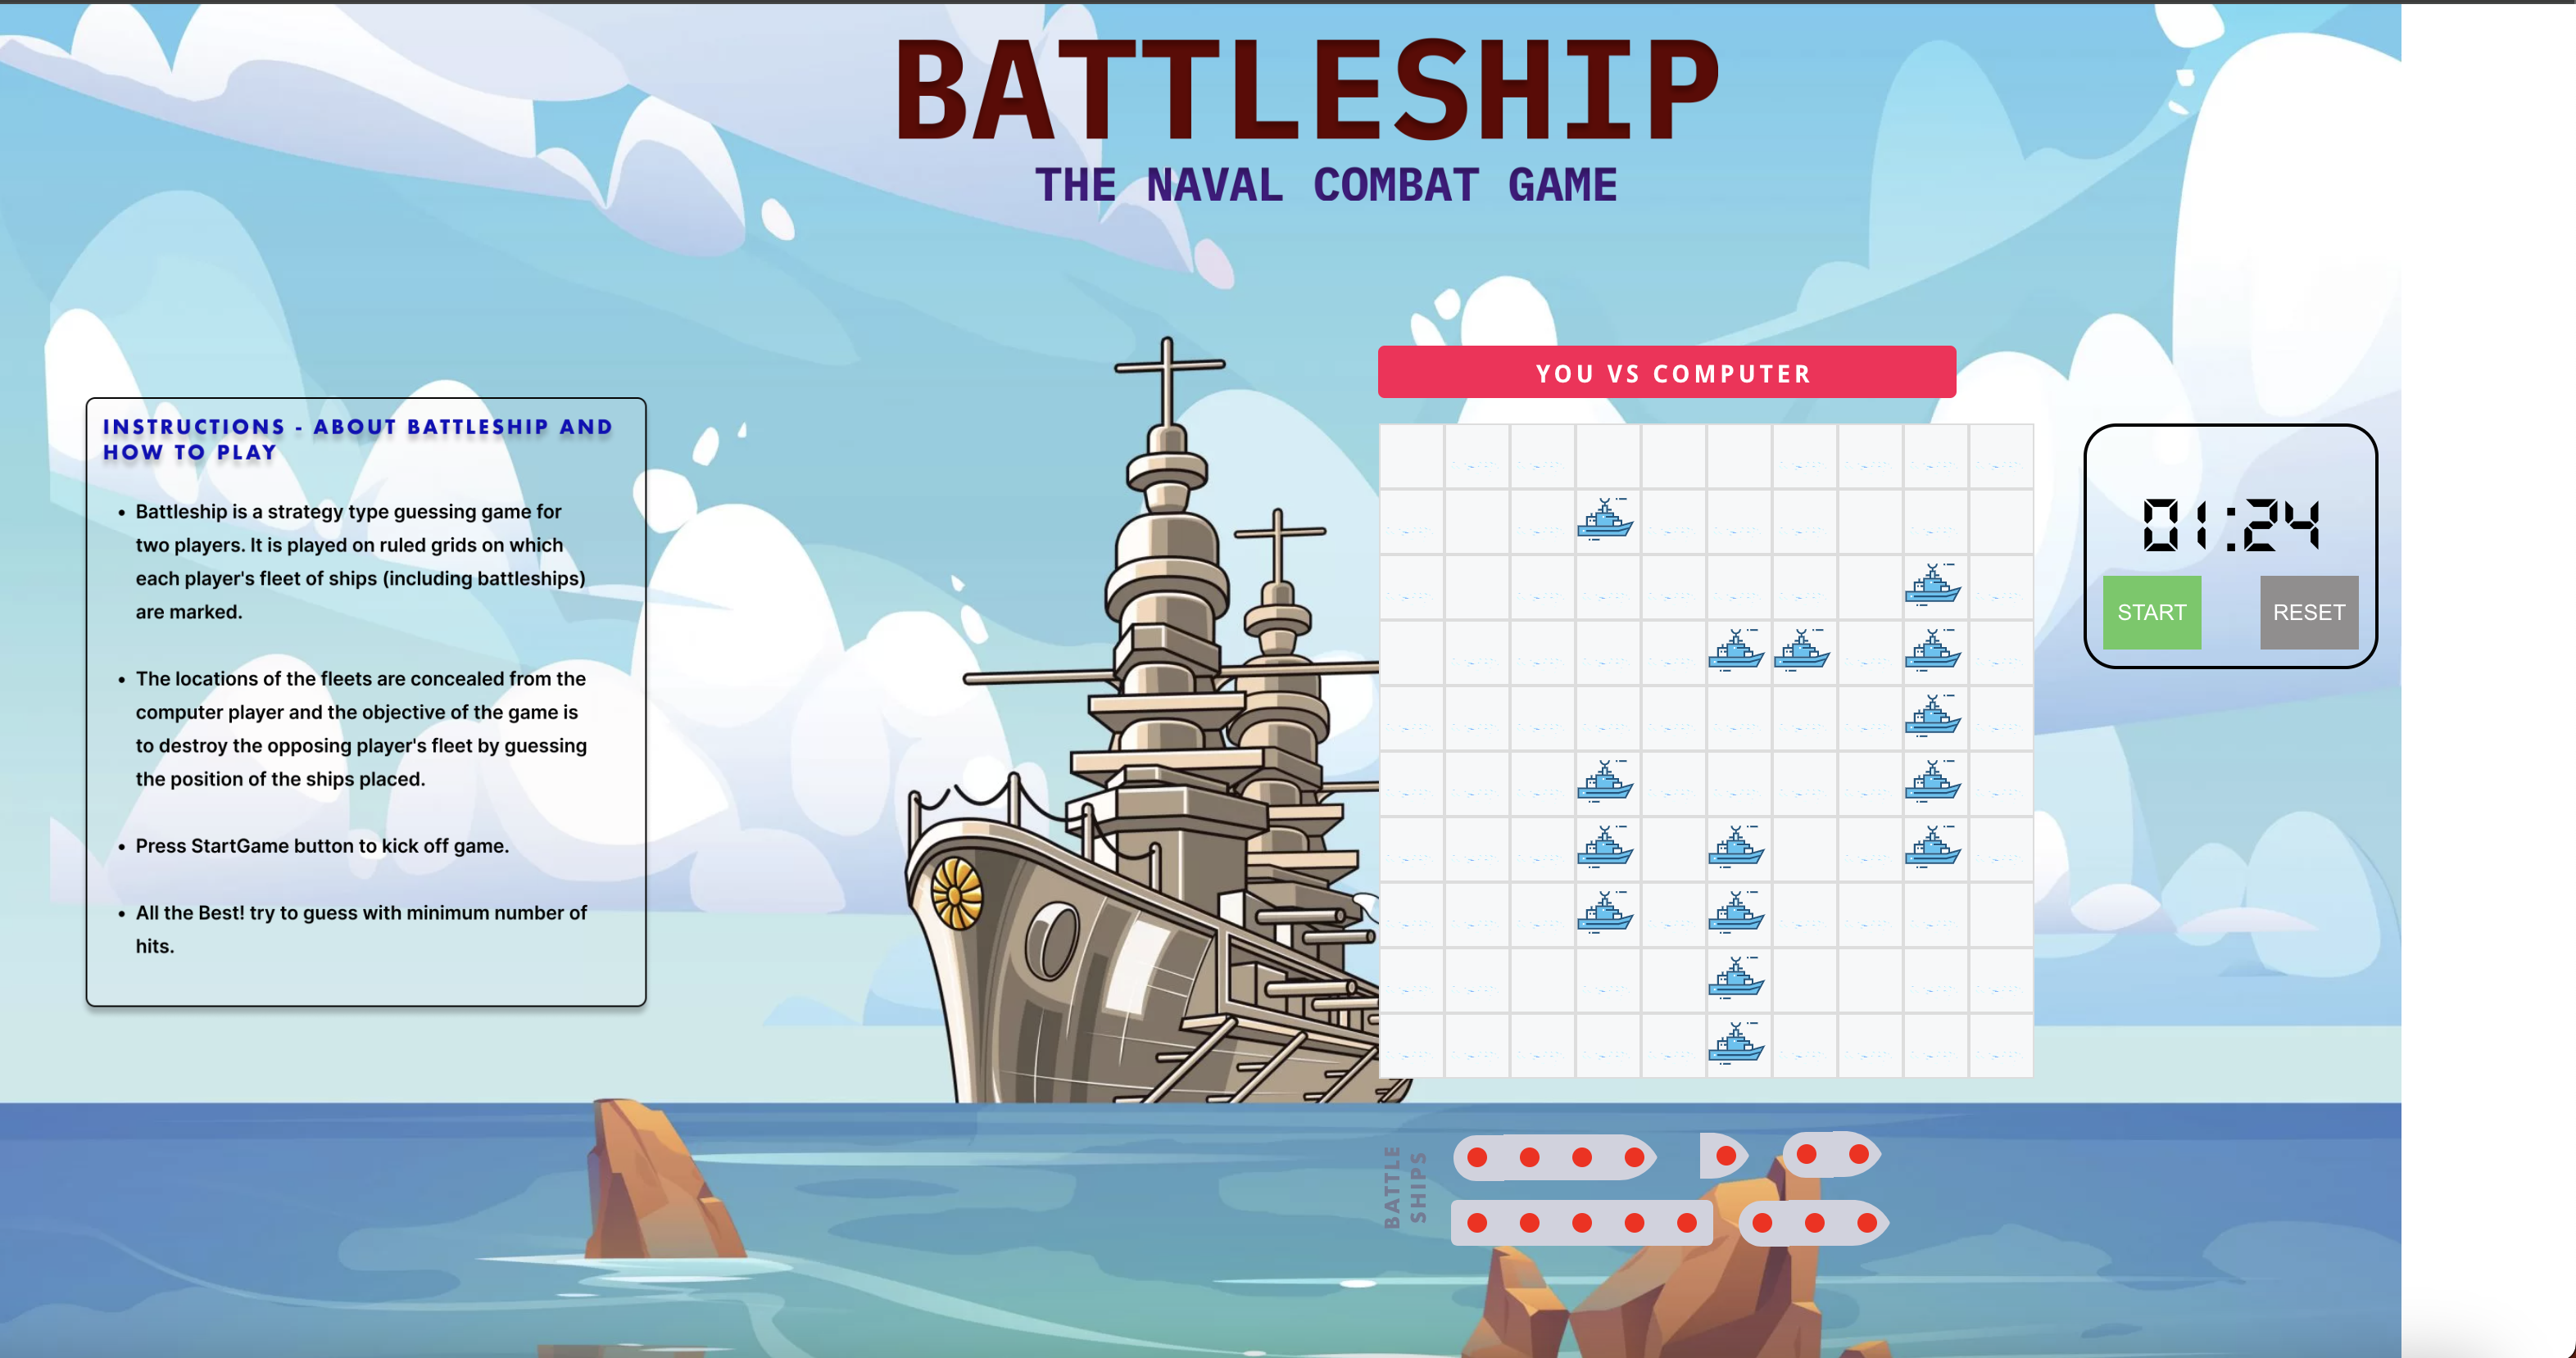 BATTLESHIP
THE NAVAL COMBAT GAME
YOU VS COMPUTER
INSTRUCTIONS - ABOUT BATTLESHIP AND
HOW TO PLAY
• Battleship is a strategy type guessing game for
two players. It is played on ruled grids on which
each player's fleet of ships (including battleships)
are marked.
• The locations of the fleets are concealed from the
computer player and the objective of the game is
to destroy the opposing player's fleet by guessing
the position of the ships placed.
• Press StartGame button to kick off game.
• All the Best! try to guess with minimum number of
hits.
01:24
START
RESET
BATTLE
SHIPS